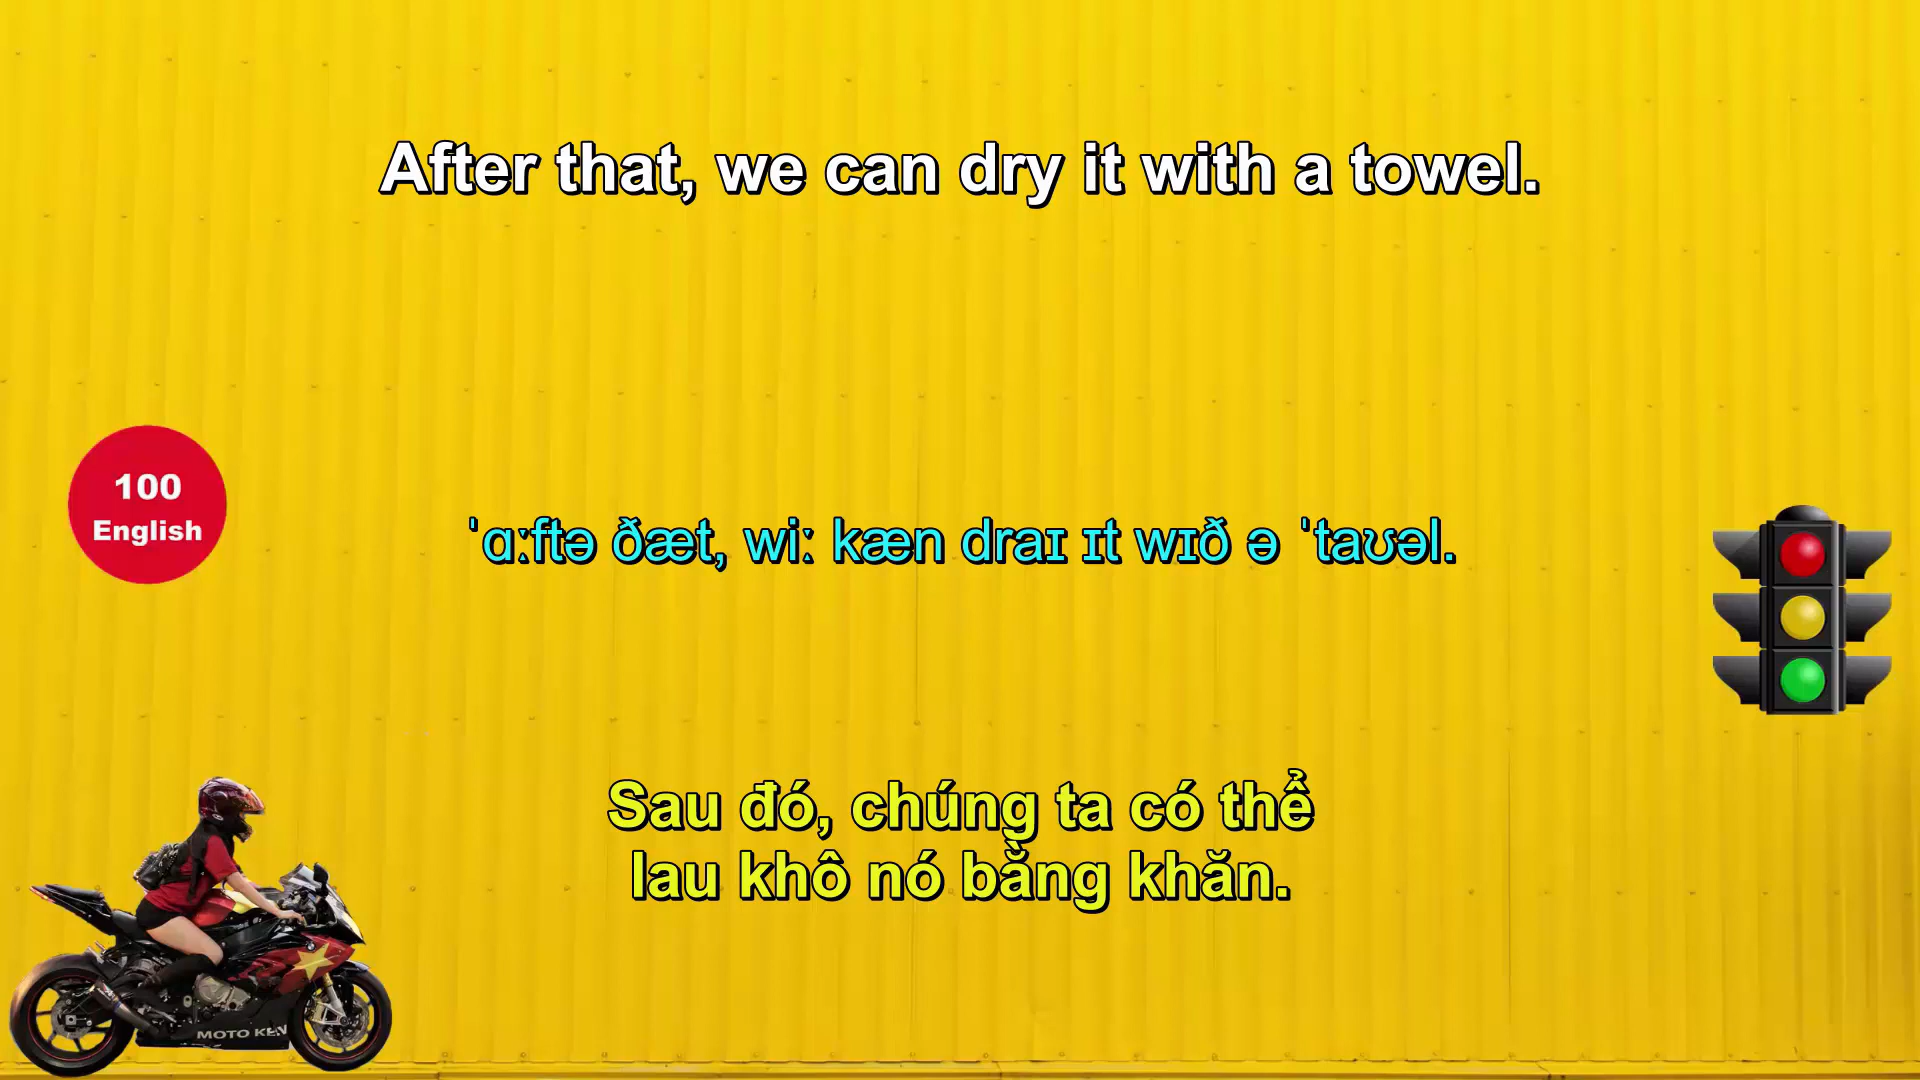 After that, we can dry it with a towel.
100
English
ˈɑːftə ðæt, wiː kæn draɪ ɪt wɪð ə ˈtaʊəl.
Sau đó, chúng ta có thể
lau khô nó bằng khăn.
MOTO KEN